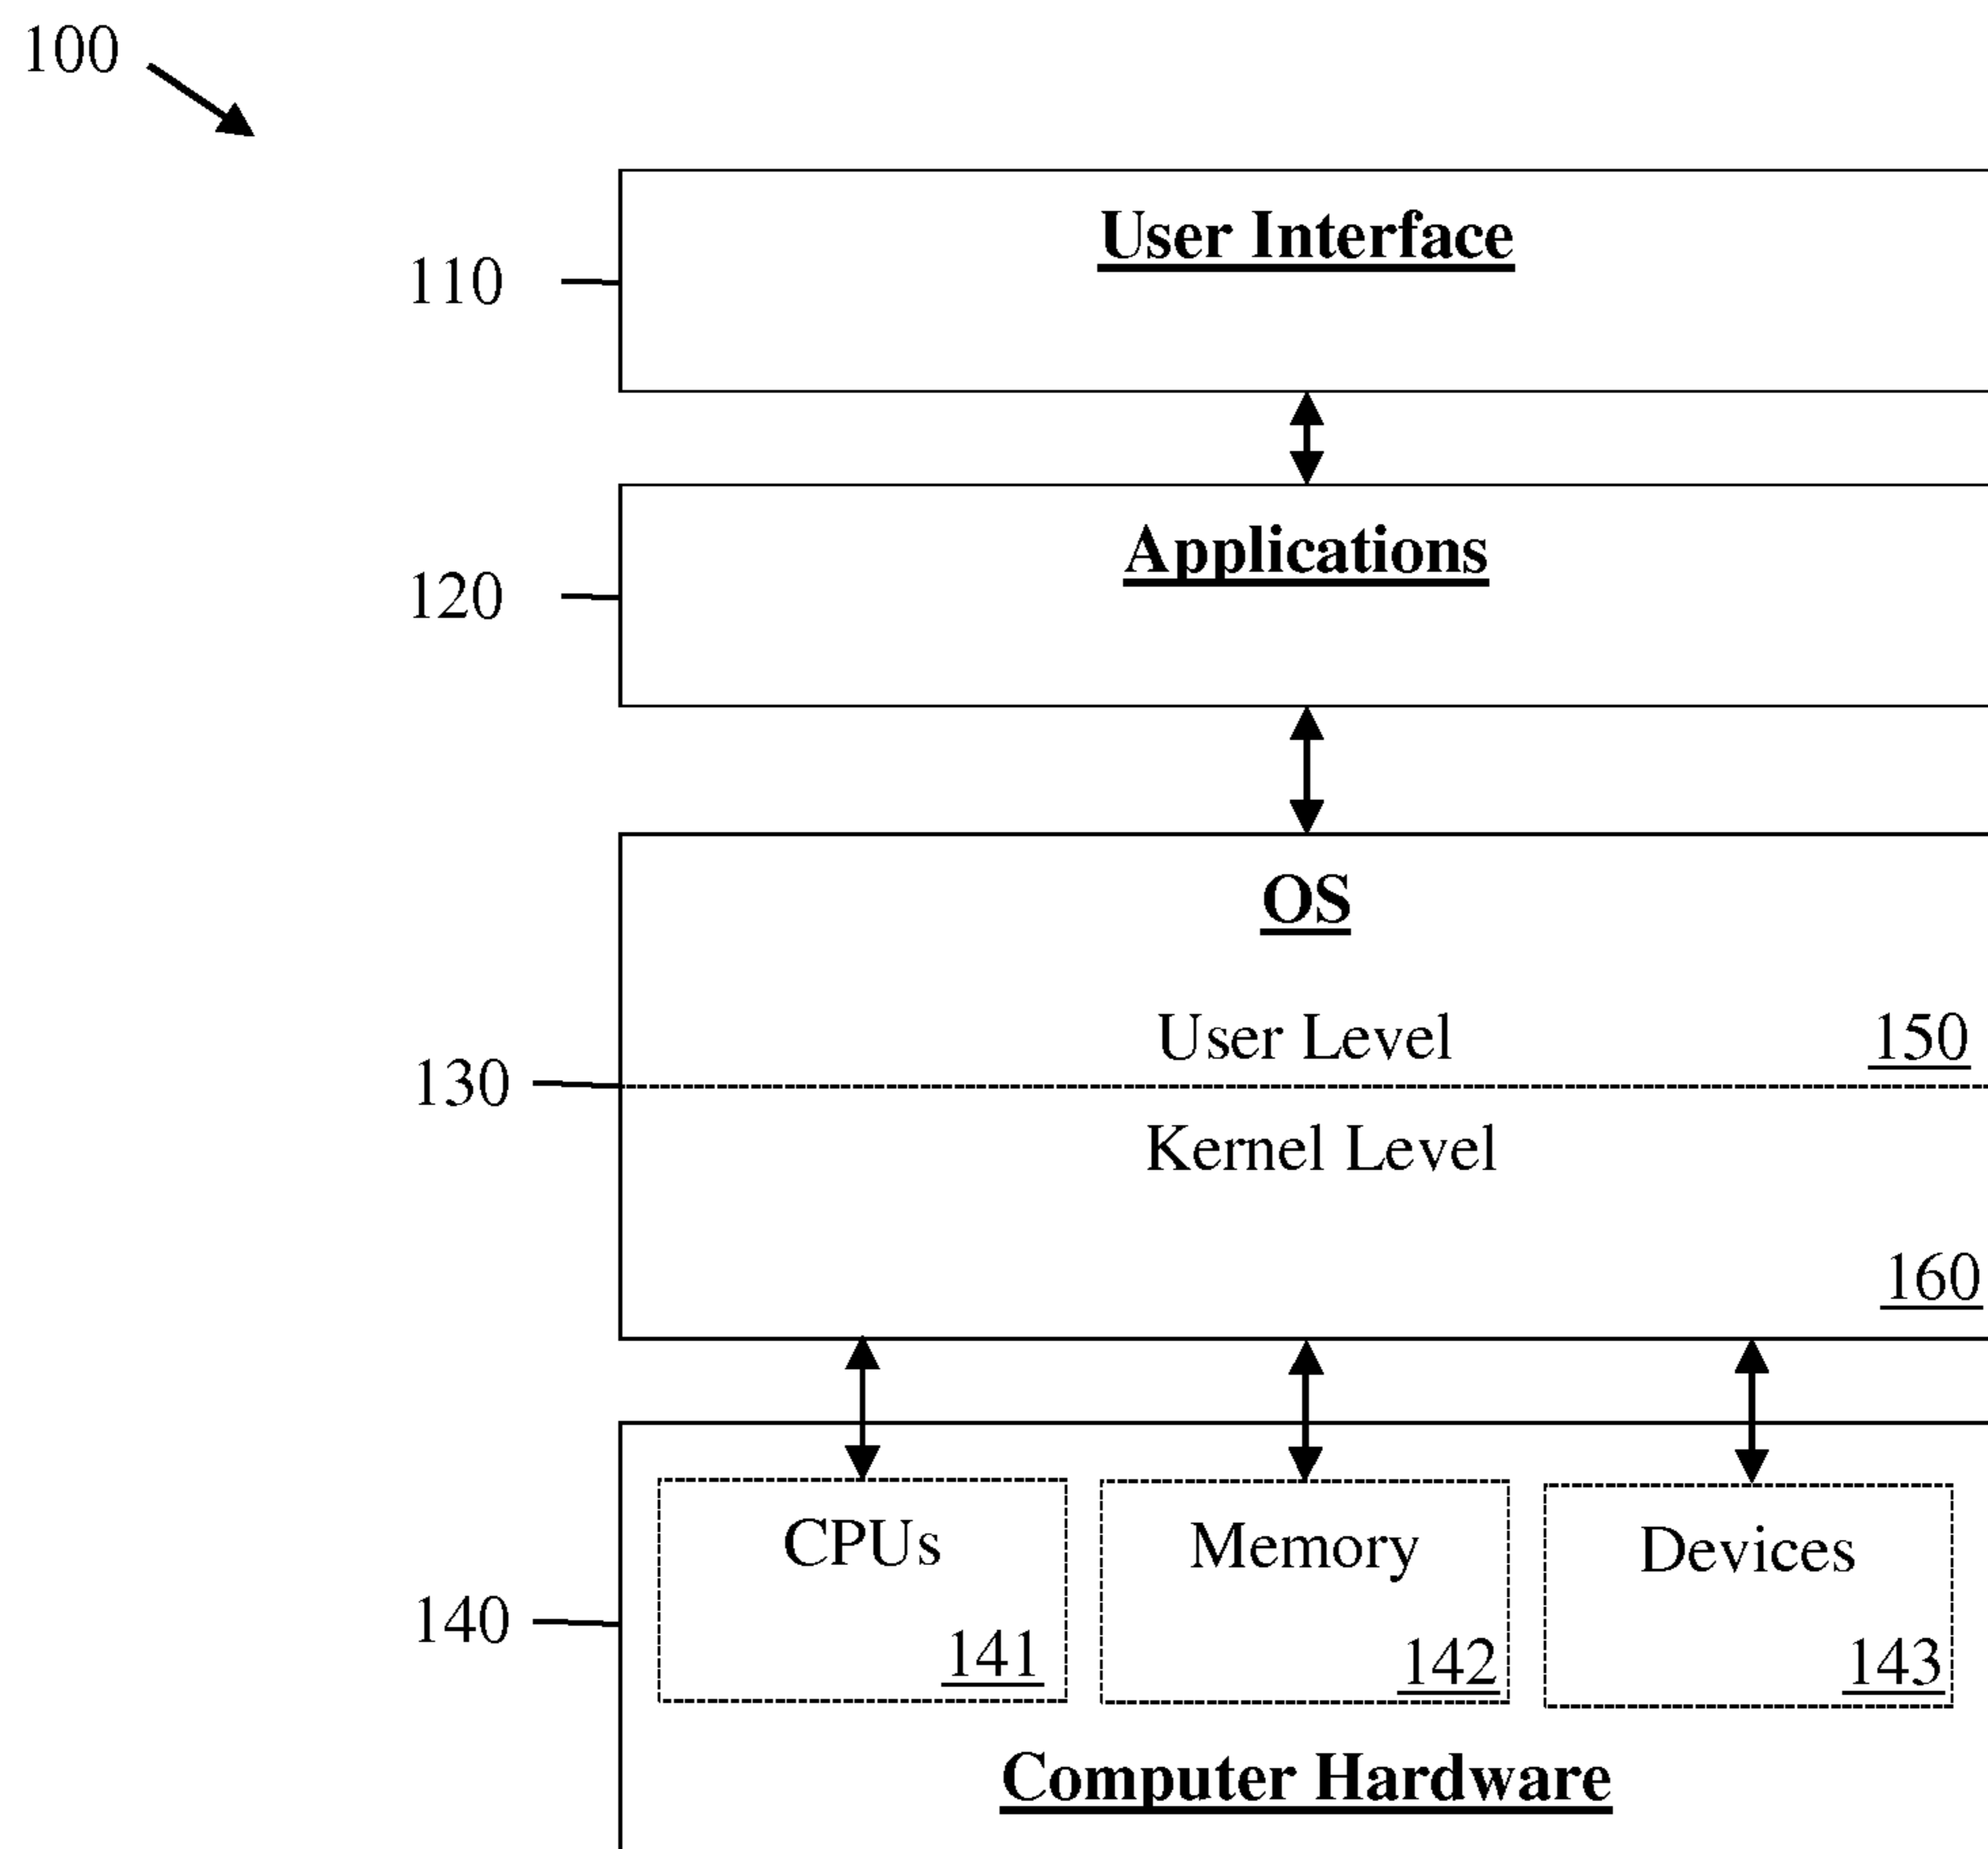 100
User Interface
110
Applications
120
OS
User Level
150
130
Kernel Level
160
CPUs
Memory
Devices
140
141
142
143
Computer Hardware